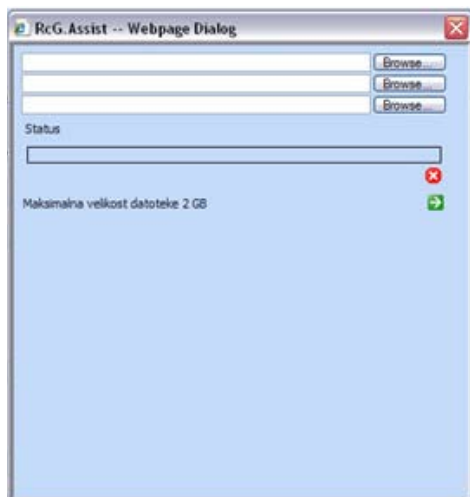 RcG.Assist -- Webpage Dialog
Browse...
Browse...
Browse...
Status
Maksimalna velikost datoteke 2 GB